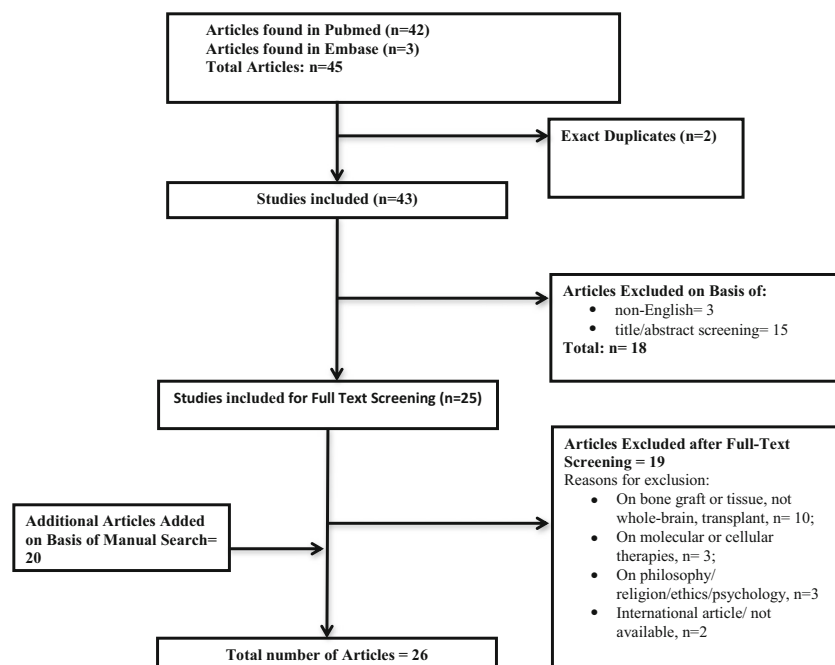 Articles found in Pubmed (n=42)
Articles found in Embase (n=3)
Total Articles: n=45
Exact Duplicates (n=2)
Studies included (n=43)
Articles Excluded on Basis of:
• non-English= 3
• title/abstract screening= 15
Total: n= 18
Studies included for Full Text Screening (n=25)
Articles Excluded after Full-Text
Screening = 19
Reasons for exclusion:
• On bone graft or tissue, not
whole-brain, transplant, n= 10;
• On molecular or cellular
therapies, n= 3;
• On philosophy/
religion/ethics/psychology, n=3
• International article/ not
available, n=2
Additional Articles Added
on Basis of Manual Search=
20
Total number of Articles = 26